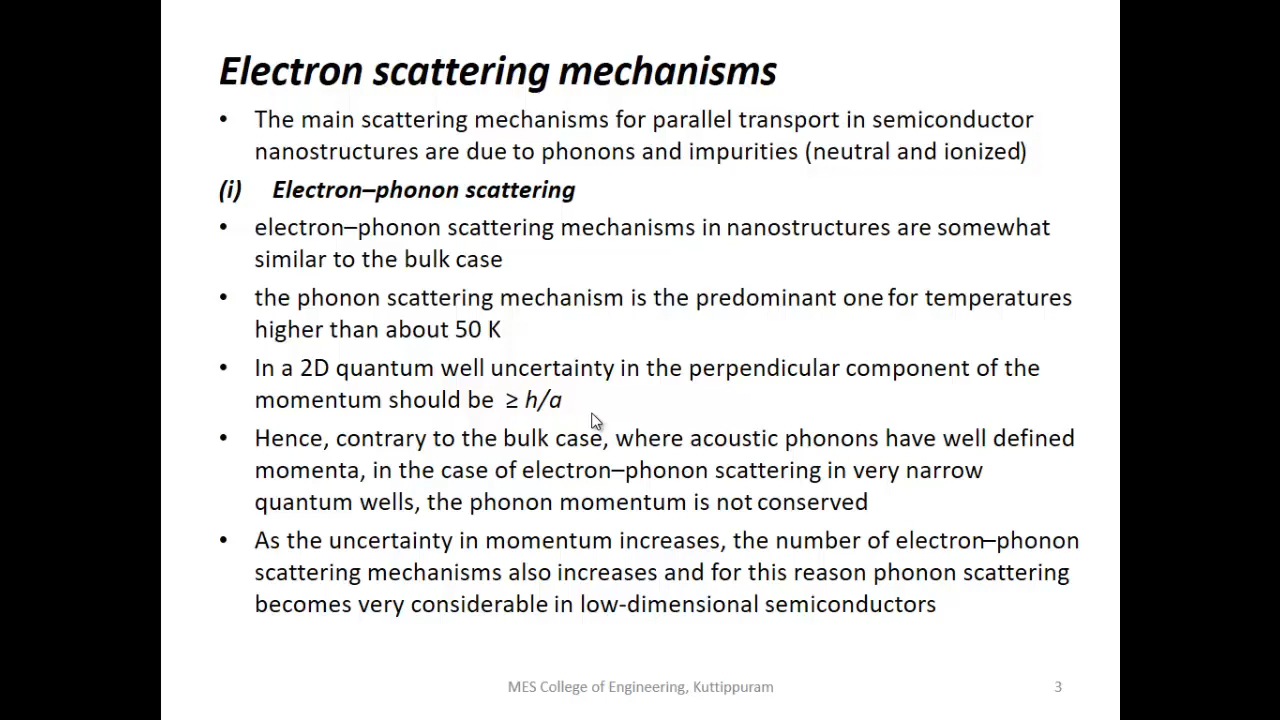 Electron scattering mechanisms
• The main scattering mechanisms for parallel transport in semiconductor
nanostructures are due to phonons and impurities (neutral and ionized)
(i) Electron–phonon scattering
• electron–phonon scattering mechanisms in nanostructures are somewhat
similar to the bulk case
• the phonon scattering mechanism is the predominant one for temperatures
higher than about 50 K
• In a 2D quantum well uncertainty in the perpendicular component of the
momentum should be ≥ h/a
• Hence, contrary to the bulk case, where acoustic phonons have well defined
momenta, in the case of electron–phonon scattering in very narrow
quantum wells, the phonon momentum is not conserved
• As the uncertainty in momentum increases, the number of electron–phonon
scattering mechanisms also increases and for this reason phonon scattering
becomes very considerable in low-dimensional semiconductors
MES College of Engineering, Kuttippuram 3